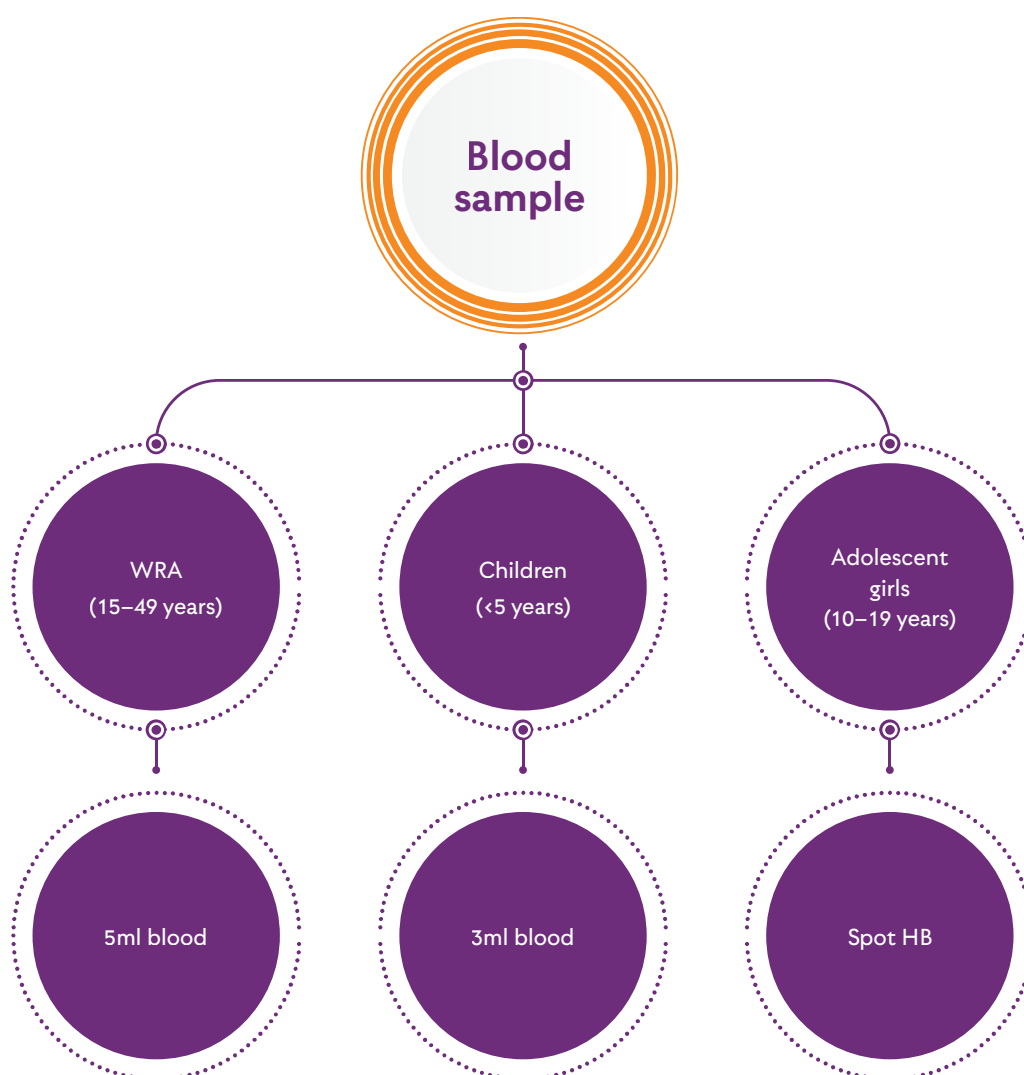 Blood
sample
WRA
(15–49 years)
Children
(<5 years)
Adolescent
girls
(10–19 years)
5ml blood
3ml blood
Spot HB